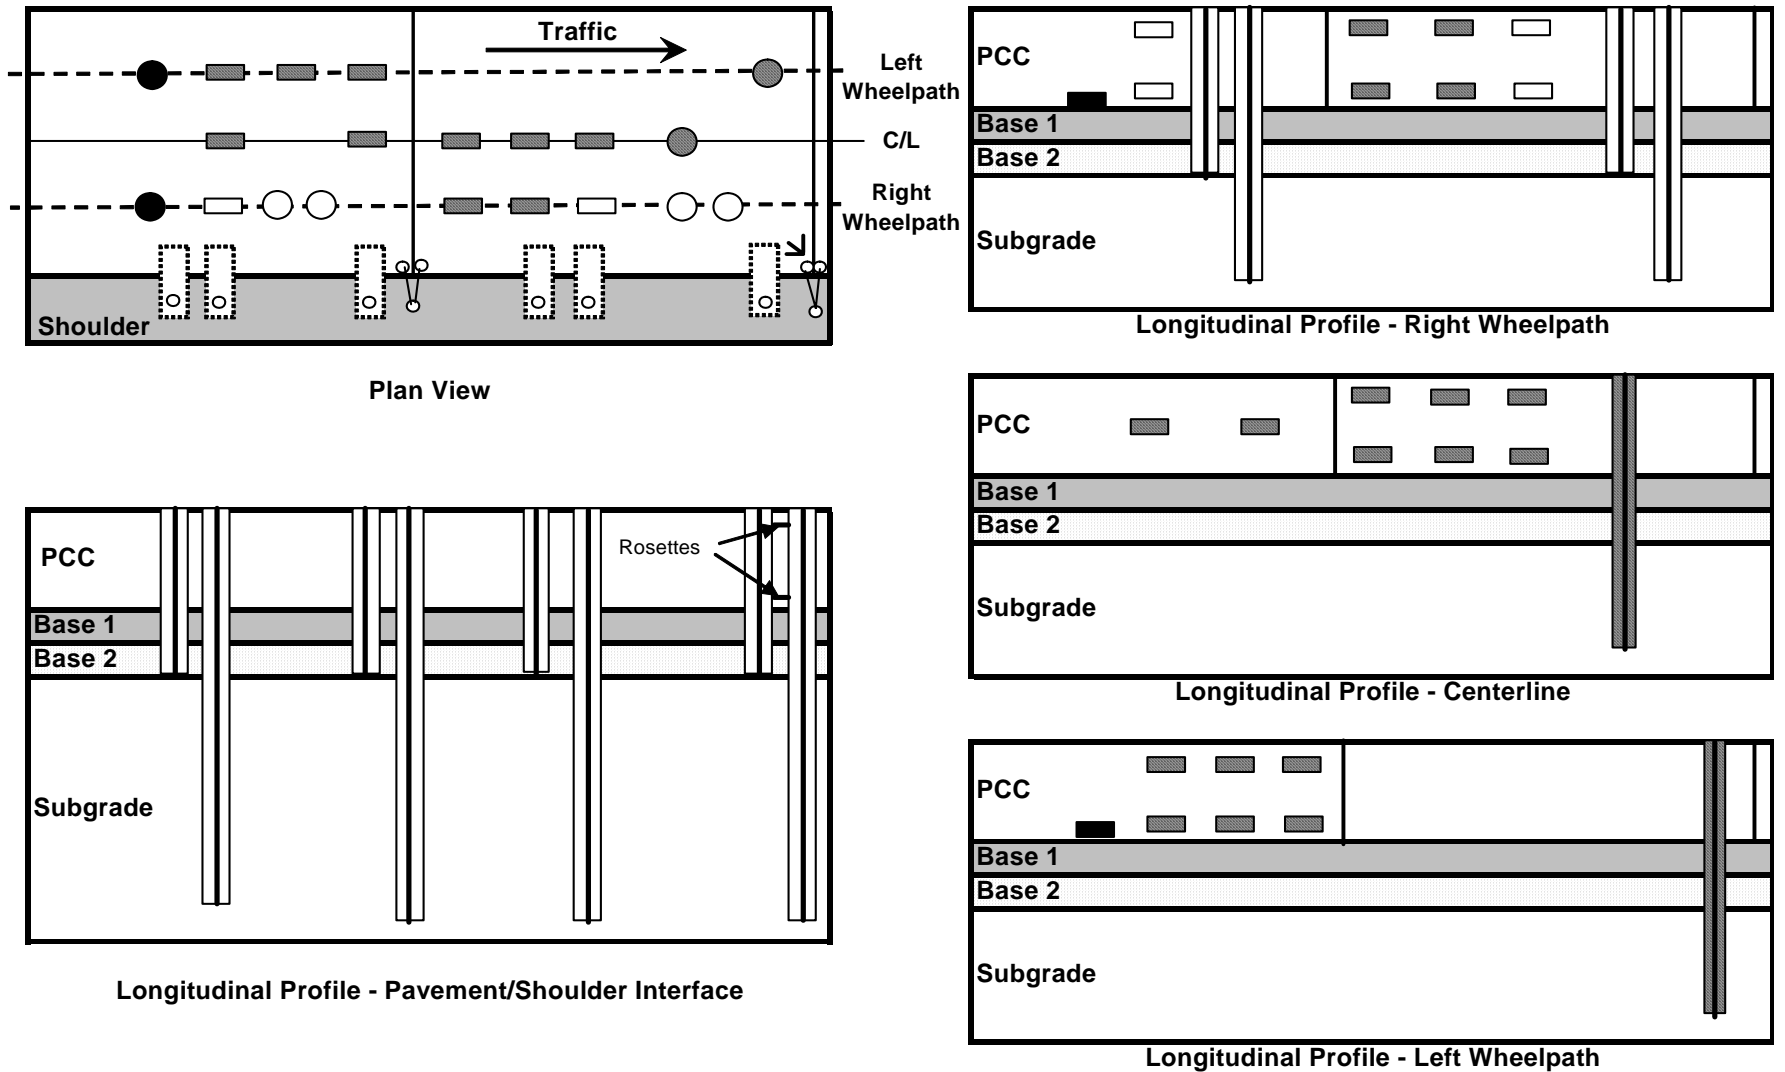 Traffic
Left
Wheelpath
C/L
Right
Wheelpath
Shoulder
Plan View
PCC
Rosettes
Base 1
Base 2
Subgrade
Longitudinal Profile - Pavement/Shoulder Interface
PCC
Base 1
Base 2
Subgrade
Longitudinal Profile - Right Wheelpath
PCC
Base 1
Base 2
Subgrade
Longitudinal Profile - Centerline
PCC
Base 1
Base 2
Subgrade
Longitudinal Profile - Left Wheelpath